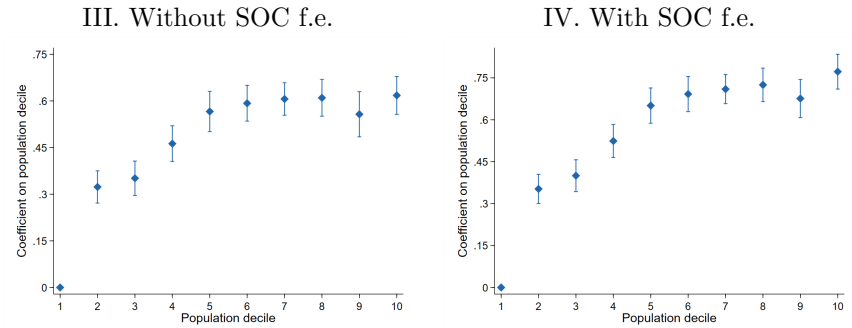 III. Without SOC f.e.
Coefficient on population decile
.75
.6
.45
.3
.15
0
1 2 3 4 5 6 7 8 9 10
Population decile
IV. With SOC f.e.
Coefficient on population decile
.75
.6
.45
.3
.15
0
1 2 3 4 5 6 7 8 9 10
Population decile